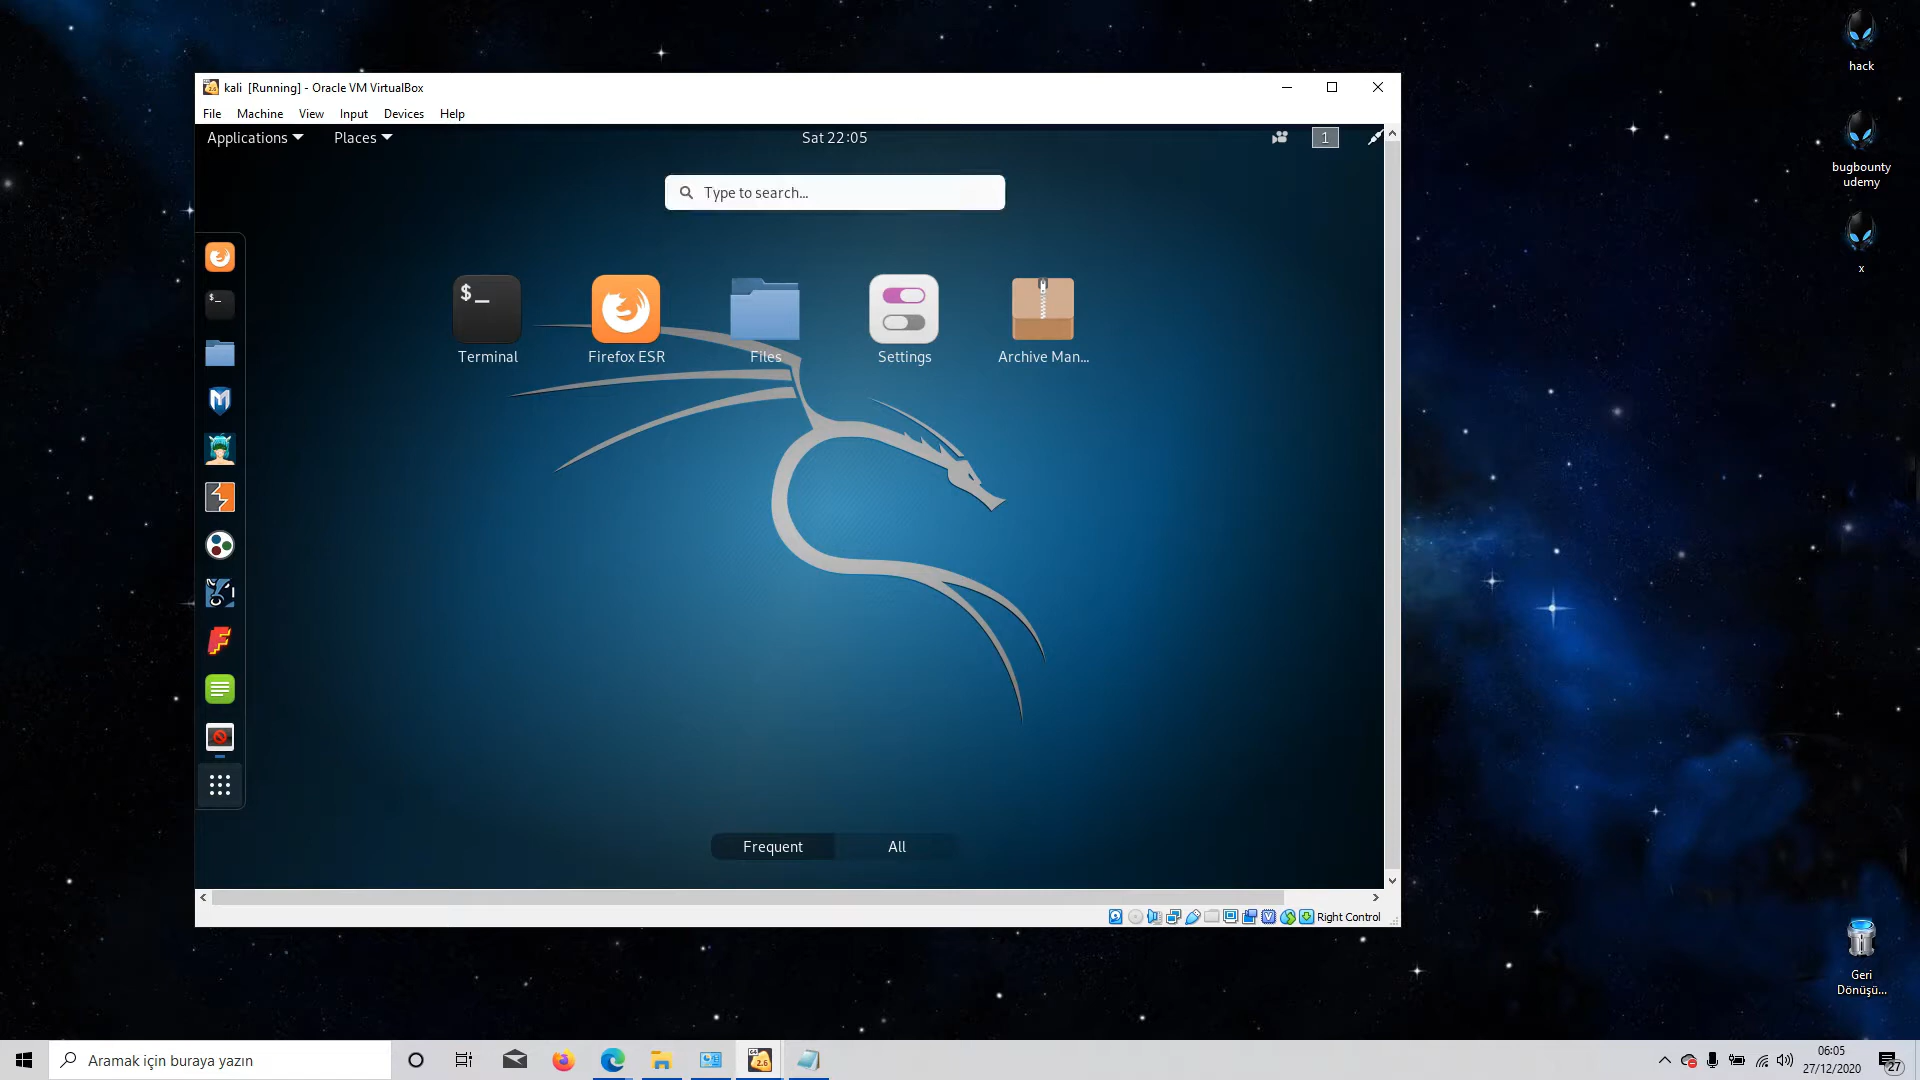 hack
bugbounty
udemy
x
kali [Running] - Oracle VM VirtualBox
File Machine View Input Devices Help
Applications Places Sat 22:05 1
Type to search...
$_
Terminal Firefox ESR Files Settings Archive Man...
Frequent All
Right Control
Geri
Dönüşü...
Aramak için buraya yazın
06:05
27/12/2020
27